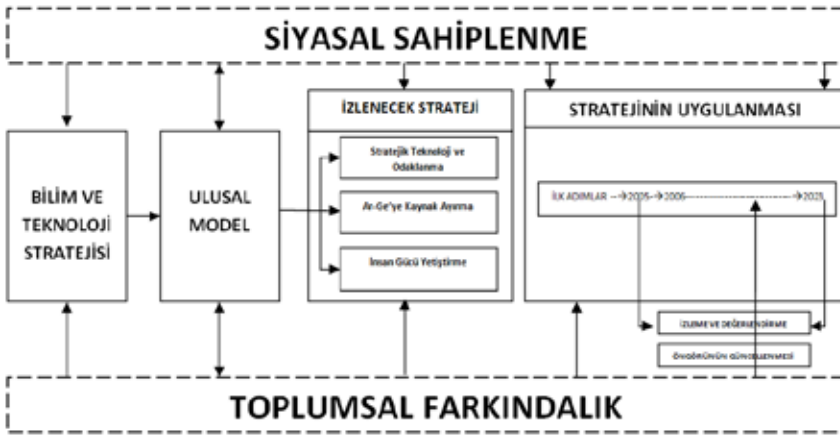 SİYASAL SAHİPLENME
BİLİM VE
TEKNOLOJİ
STRATEJİSİ
ULUSAL
MODEL
İZLENECEK STRATEJİ
Stratejik Teknoloji ve
Odaklanma
Ar-Ge'ye Kaynak Ayırma
İnsan Gücü Yetiştirme
STRATEJİNİN UYGULANMASI
İLK ADIMLAR --→2005-→2006------------------------→2023
İZLEME VE DEĞERLENDİRME
ÖNGÖRÜNÜN GÜNCELLENMESİ
TOPLUMSAL FARKINDALIK